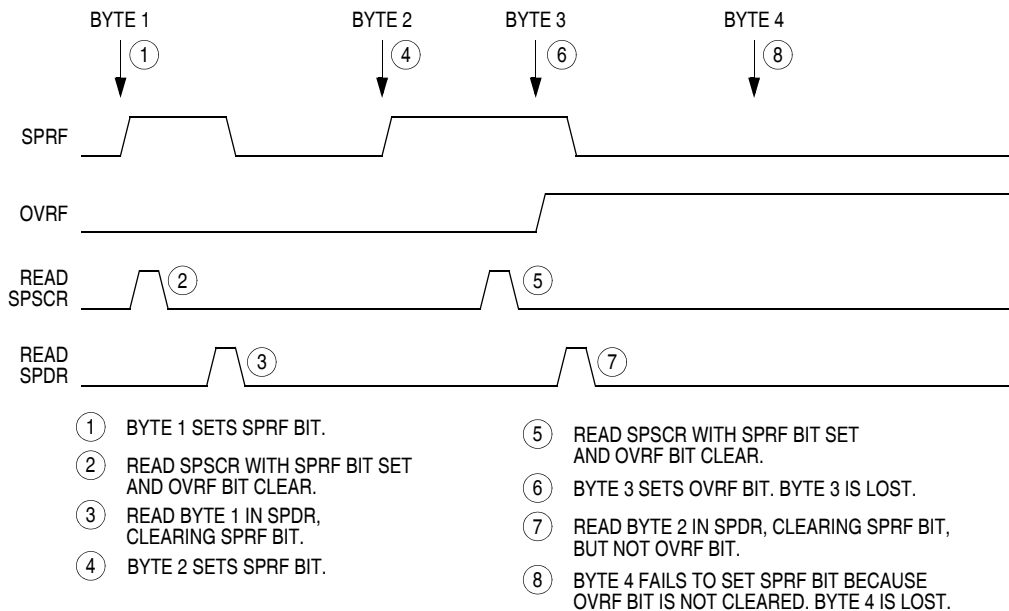 BYTE 1 BYTE 2 BYTE 3 BYTE 4
1 4 6 8
SPRF
OVRF
READ
SPSCR
2 5
READ
SPDR
3 7
1 BYTE 1 SETS SPRF BIT.
2 READ SPSCR WITH SPRF BIT SET
AND OVRF BIT CLEAR.
3 READ BYTE 1 IN SPDR,
CLEARING SPRF BIT.
4 BYTE 2 SETS SPRF BIT.
5 READ SPSCR WITH SPRF BIT SET
AND OVRF BIT CLEAR.
6 BYTE 3 SETS OVRF BIT. BYTE 3 IS LOST.
7 READ BYTE 2 IN SPDR, CLEARING SPRF BIT,
BUT NOT OVRF BIT.
8 BYTE 4 FAILS TO SET SPRF BIT BECAUSE
OVRF BIT IS NOT CLEARED. BYTE 4 IS LOST.